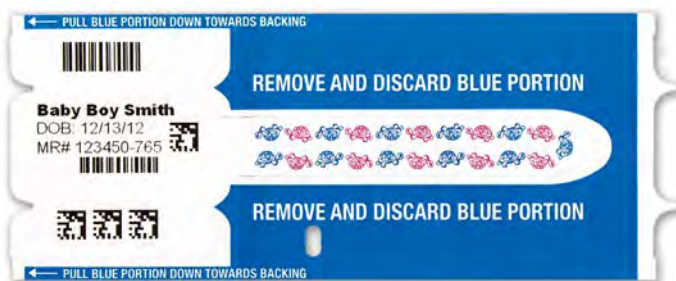 PULL BLUE PORTION DOWN TOWARDS BACKING
REMOVE AND DISCARD BLUE PORTION
Baby Boy Smith
DOB: 12/13/12
MR# 123450-765
REMOVE AND DISCARD BLUE PORTION
PULL BLUE PORTION DOWN TOWARDS BACKING